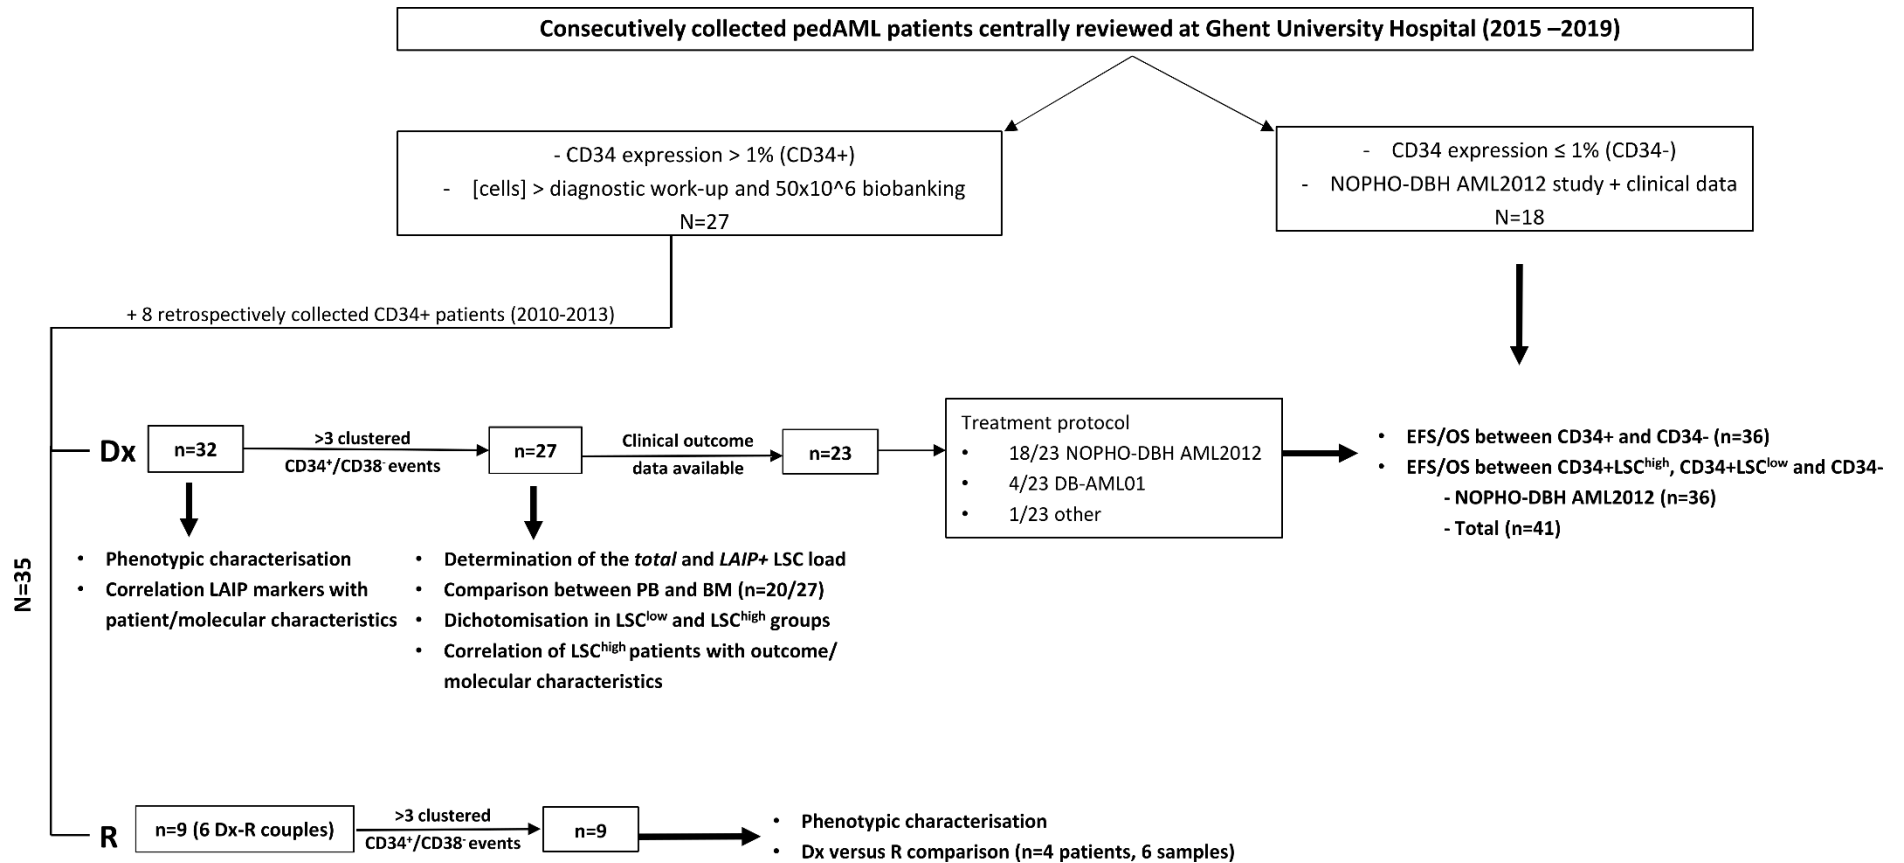 Consecutively collected pedAML patients centrally reviewed at Ghent University Hospital (2015 –2019)
- CD34 expression > 1% (CD34+)
- [cells] > diagnostic work-up and 50x10^6 biobanking
N=27
- CD34 expression ≤ 1% (CD34-)
- NOPHO-DBH AML2012 study + clinical data
N=18
+ 8 retrospectively collected CD34+ patients (2010-2013)
N=35
Dx
n=32
>3 clustered
CD34⁺/CD38⁻ events
n=27
Clinical outcome
data available
n=23
Treatment protocol
• 18/23 NOPHO-DBH AML2012
• 4/23 DB-AML01
• 1/23 other
• EFS/OS between CD34+ and CD34- (n=36)
• EFS/OS between CD34+LSCʰⁱᵍʰ, CD34+LSCˡᵒʷ and CD34-
- NOPHO-DBH AML2012 (n=36)
- Total (n=41)
• Phenotypic characterisation
• Correlation LAIP markers with
patient/molecular characteristics
• Determination of the total and LAIP+ LSC load
• Comparison between PB and BM (n=20/27)
• Dichotomisation in LSCˡᵒʷ and LSCʰⁱᵍʰ groups
• Correlation of LSCʰⁱᵍʰ patients with outcome/
molecular characteristics
R
n=9 (6 Dx-R couples)
>3 clustered
CD34⁺/CD38⁻ events
n=9
• Phenotypic characterisation
• Dx versus R comparison (n=4 patients, 6 samples)